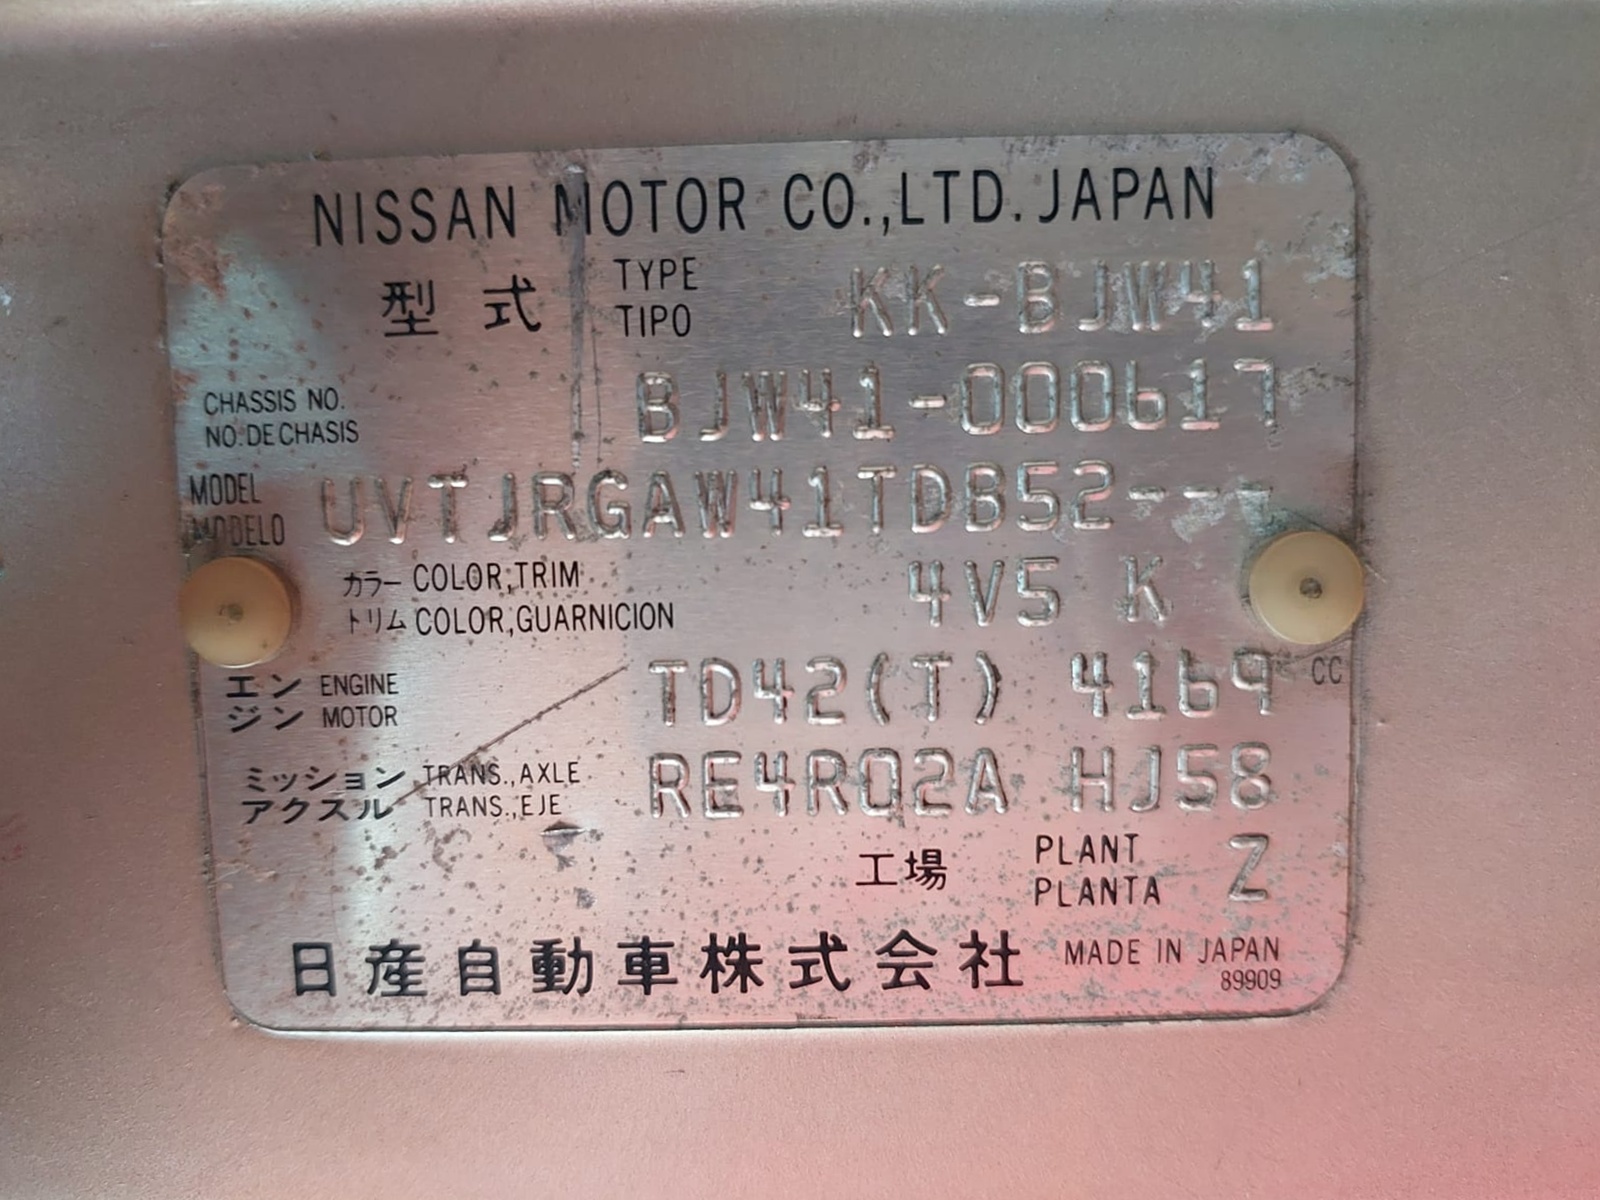 NISSAN MOTOR CO.,LTD. JAPAN
型式 TYPE TIPO KK-BJW41
CHASSIS NO. NO. DE CHASIS BJW41-000617
MODEL MODELO UVTJRGAW41TDB52---
カラー COLOR,TRIM
トリム COLOR,GUARNICION 4V5 K
エンジン ENGINE MOTOR TD42(T) 4169 CC
ミッション TRANS.,AXLE
アクスル TRANS.,EJE RE4R02A HJ58
工場 PLANT PLANTA Z
日産自動車株式会社 MADE IN JAPAN
89909